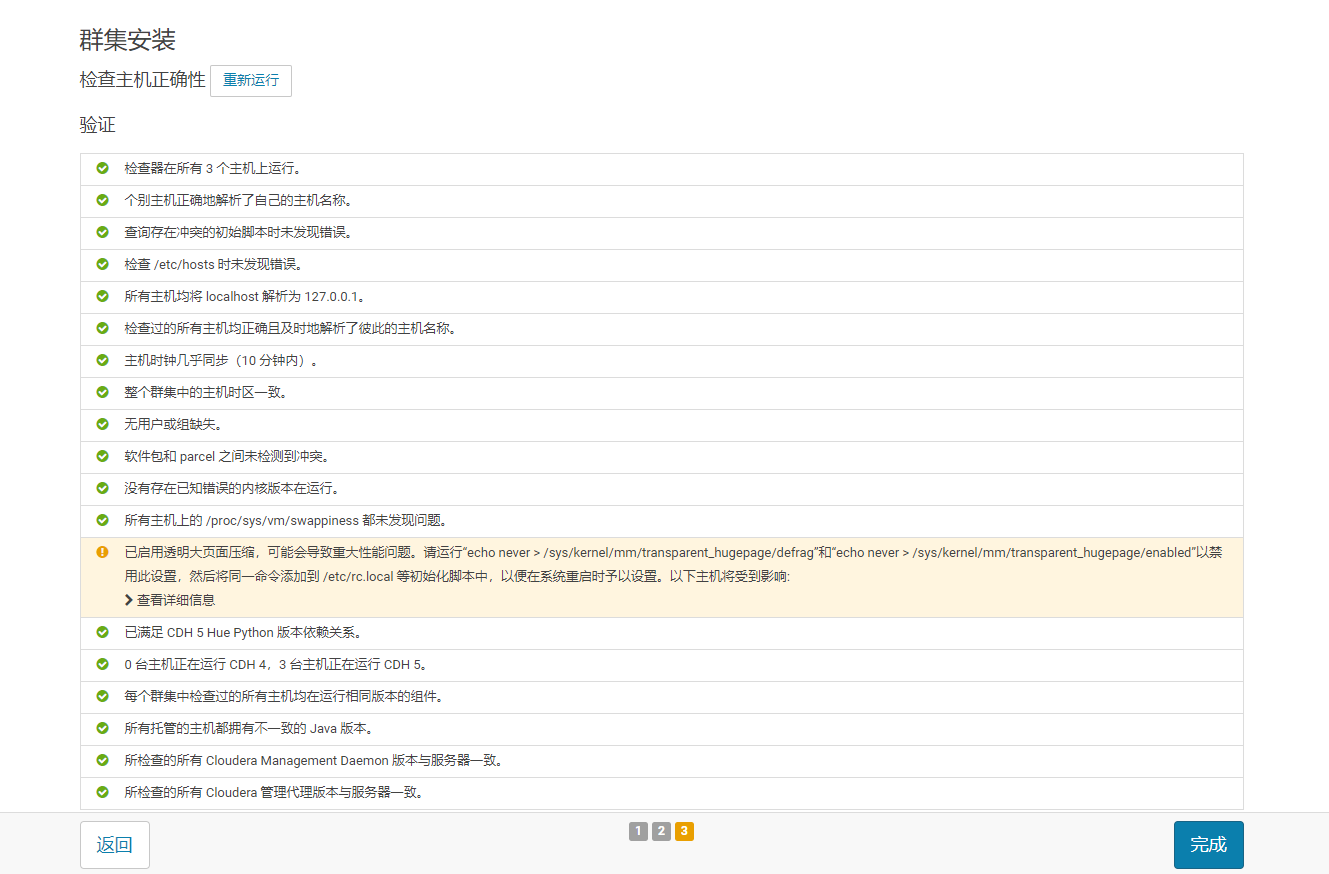 群集安装
检查主机正确性 重新运行
验证
检查器在所有 3 个主机上运行。
个别主机正确地解析了自己的主机名称。
查询存在冲突的初始脚本时未发现错误。
检查 /etc/hosts 时未发现错误。
所有主机均将 localhost 解析为 127.0.0.1。
检查过的所有主机均正确且及时地解析了彼此的主机名称。
主机时钟几乎同步（10 分钟内）。
整个群集中的主机时区一致。
无用户或组缺失。
软件包和 parcel 之间未检测到冲突。
没有存在已知错误的内核版本在运行。
所有主机上的 /proc/sys/vm/swappiness 都未发现问题。
已启用透明大页面压缩，可能会导致重大性能问题。请运行“echo never > /sys/kernel/mm/transparent_hugepage/defrag”和“echo never > /sys/kernel/mm/transparent_hugepage/enabled”以禁
用此设置，然后将同一命令添加到 /etc/rc.local 等初始化脚本中，以便在系统重启时予以设置。以下主机将受到影响:
查看详细信息
已满足 CDH 5 Hue Python 版本依赖关系。
0 台主机正在运行 CDH 4，3 台主机正在运行 CDH 5。
每个群集中检查过的所有主机均在运行相同版本的组件。
所有托管的主机都拥有不一致的 Java 版本。
所检查的所有 Cloudera Management Daemon 版本与服务器一致。
所检查的所有 Cloudera 管理代理版本与服务器一致。
返回 1 2 3 完成